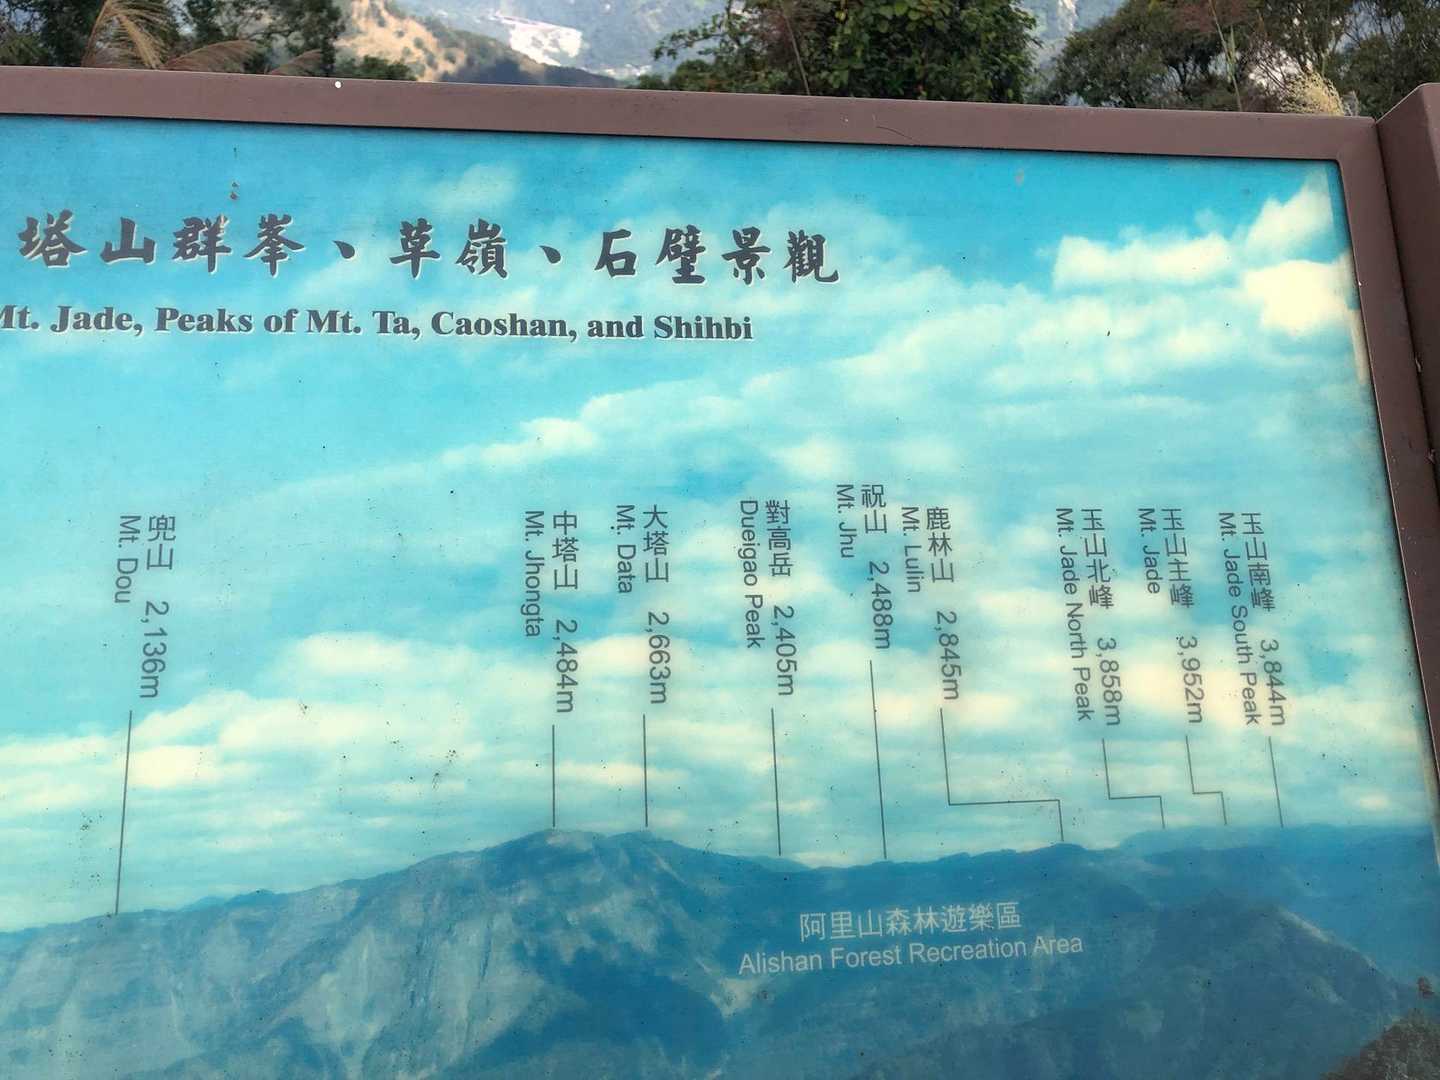 塔山群峯、草嶺、石壁景觀
Mt. Jade, Peaks of Mt. Ta, Caoshan, and Shihbi
兜山 2,136m
Mt. Dou
中塔山 2,484m
Mt. Jhongta
大塔山 2,663m
Mt. Data
對高岳 2,405m
Dueigao Peak
祝山 2,488m
Mt. Jhu
鹿林山 2,845m
Mt. Lulin
玉山北峰 3,858m
Mt. Jade North Peak
玉山主峰 3,952m
Mt. Jade
玉山南峰 3,844m
Mt. Jade South Peak
阿里山森林遊樂區
Alishan Forest Recreation Area